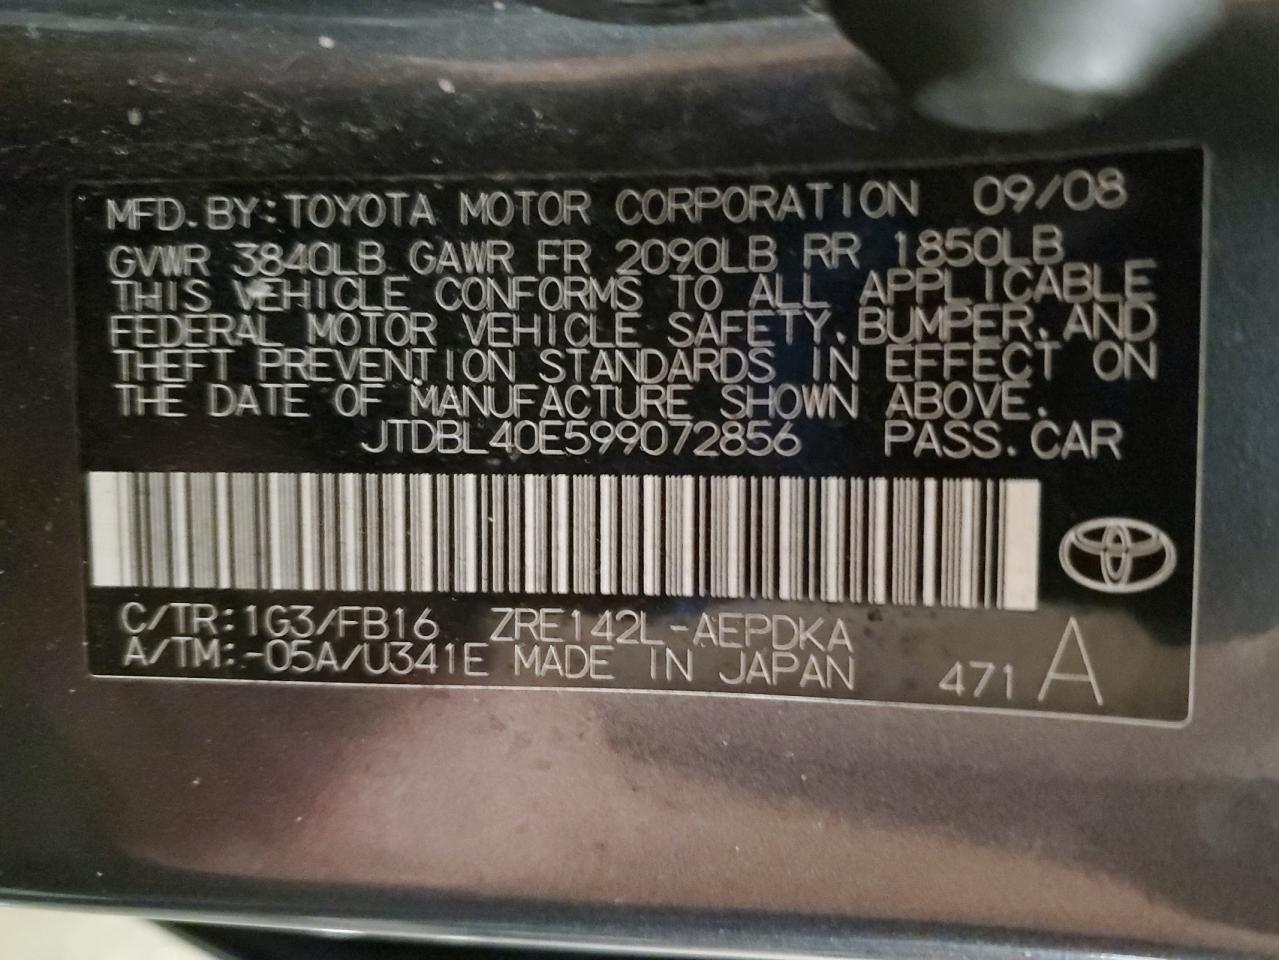 MFD. BY: TOYOTA MOTOR CORPORATION 09/08
GVWR 3840LB GAWR FR 2090LB RR 1850LB
THIS VEHICLE CONFORMS TO ALL APPLICABLE
FEDERAL MOTOR VEHICLE SAFETY, BUMPER, AND
THEFT PREVENTION STANDARDS IN EFFECT ON
THE DATE OF MANUFACTURE SHOWN ABOVE.
JTDBL40E599072856 PASS. CAR
C/TR: 1G3/FB16 ZRE142L-AEPDKA
A/TM: -05A/U341E MADE IN JAPAN 471 A